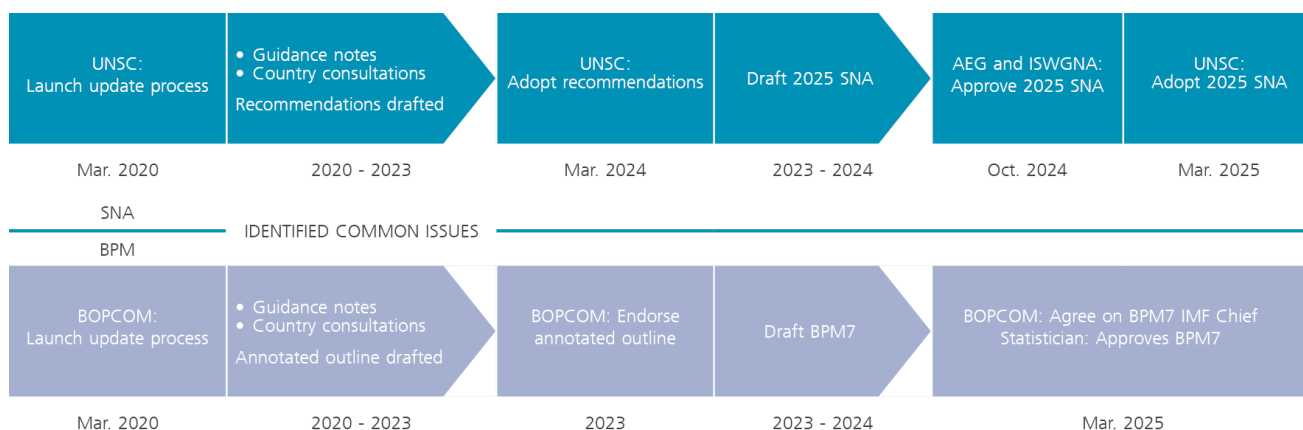 UNSC:
Launch update process
• Guidance notes
• Country consultations
Recommendations drafted
UNSC:
Adopt recommendations
Draft 2025 SNA
AEG and ISWGNA:
Approve 2025 SNA
UNSC:
Adopt 2025 SNA
Mar. 2020
2020 - 2023
Mar. 2024
2023 - 2024
Oct. 2024
Mar. 2025
SNA
IDENTIFIED COMMON ISSUES
BPM
BOPCOM:
Launch update process
• Guidance notes
• Country consultations
Annotated outline drafted
BOPCOM: Endorse
annotated outline
Draft BPM7
BOPCOM: Agree on BPM7 IMF Chief
Statistician: Approves BPM7
Mar. 2020
2020 - 2023
2023
2023 - 2024
Mar. 2025